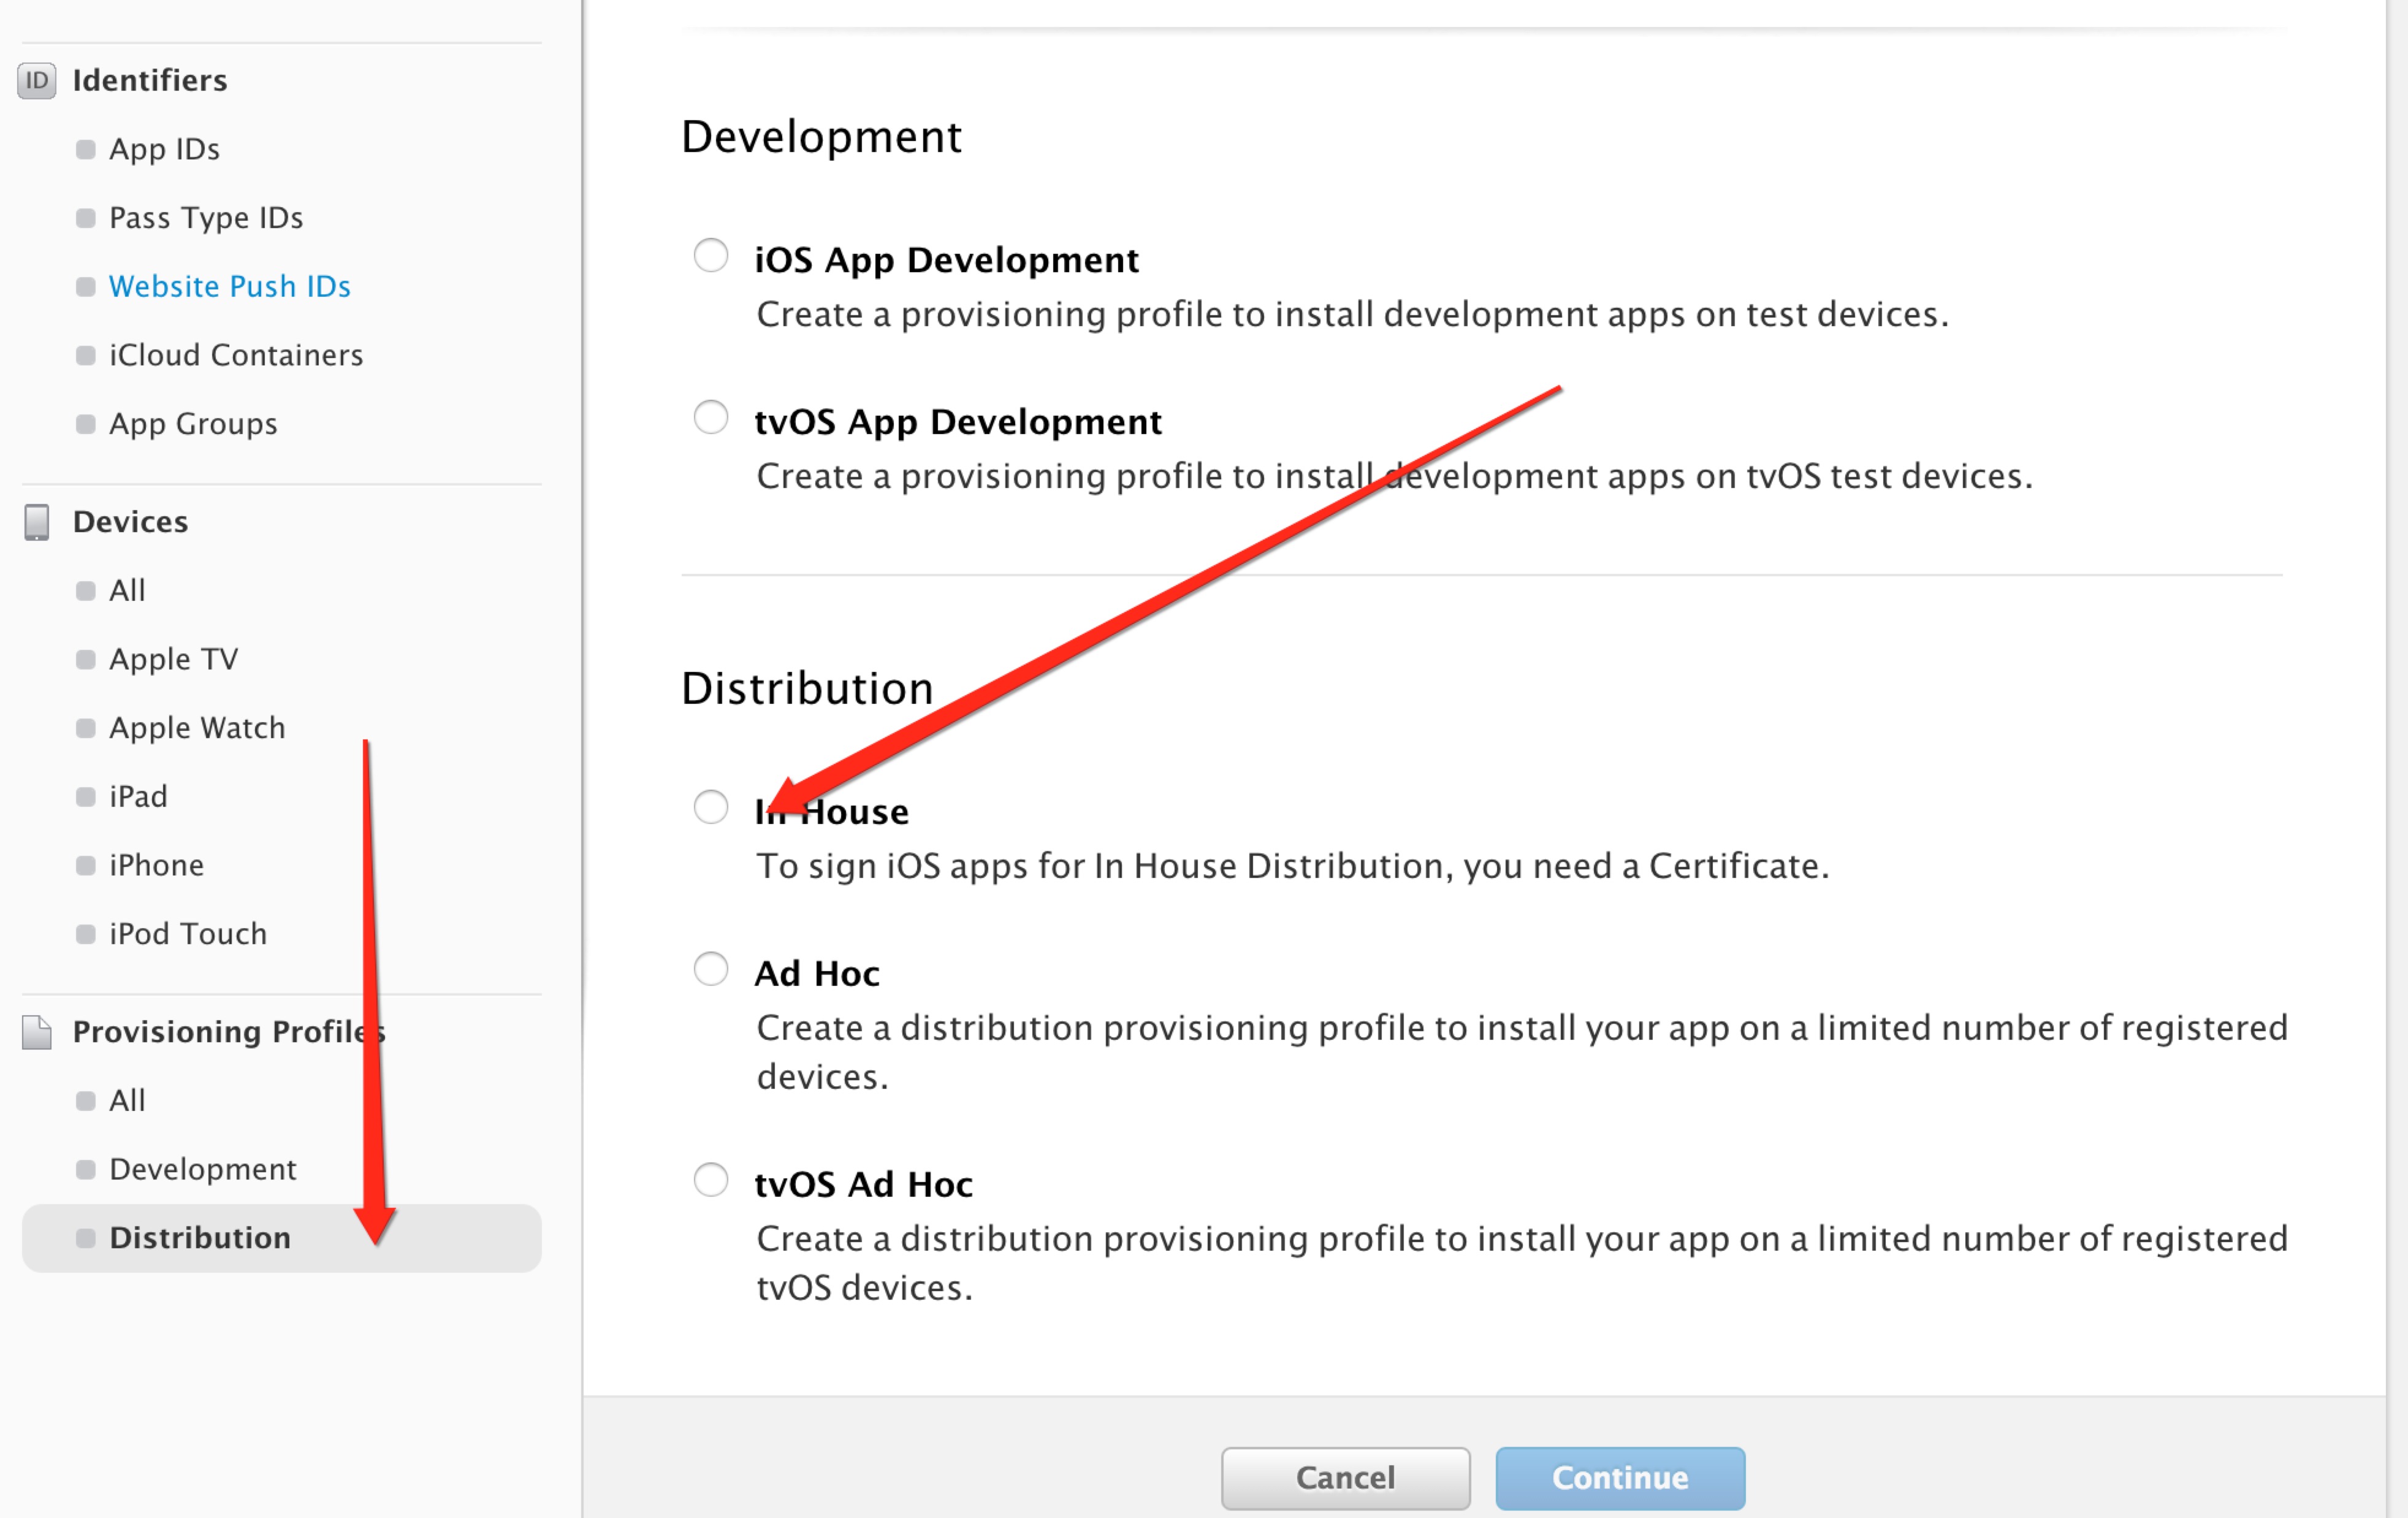 ID Identifiers
App IDs
Pass Type IDs
Website Push IDs
iCloud Containers
App Groups
Devices
All
Apple TV
Apple Watch
iPad
iPhone
iPod Touch
Provisioning Profiles
All
Development
Distribution
Development
iOS App Development
Create a provisioning profile to install development apps on test devices.
tvOS App Development
Create a provisioning profile to install development apps on tvOS test devices.
Distribution
In House
To sign iOS apps for In House Distribution, you need a Certificate.
Ad Hoc
Create a distribution provisioning profile to install your app on a limited number of registered
devices.
tvOS Ad Hoc
Create a distribution provisioning profile to install your app on a limited number of registered
tvOS devices.
Cancel
Continue